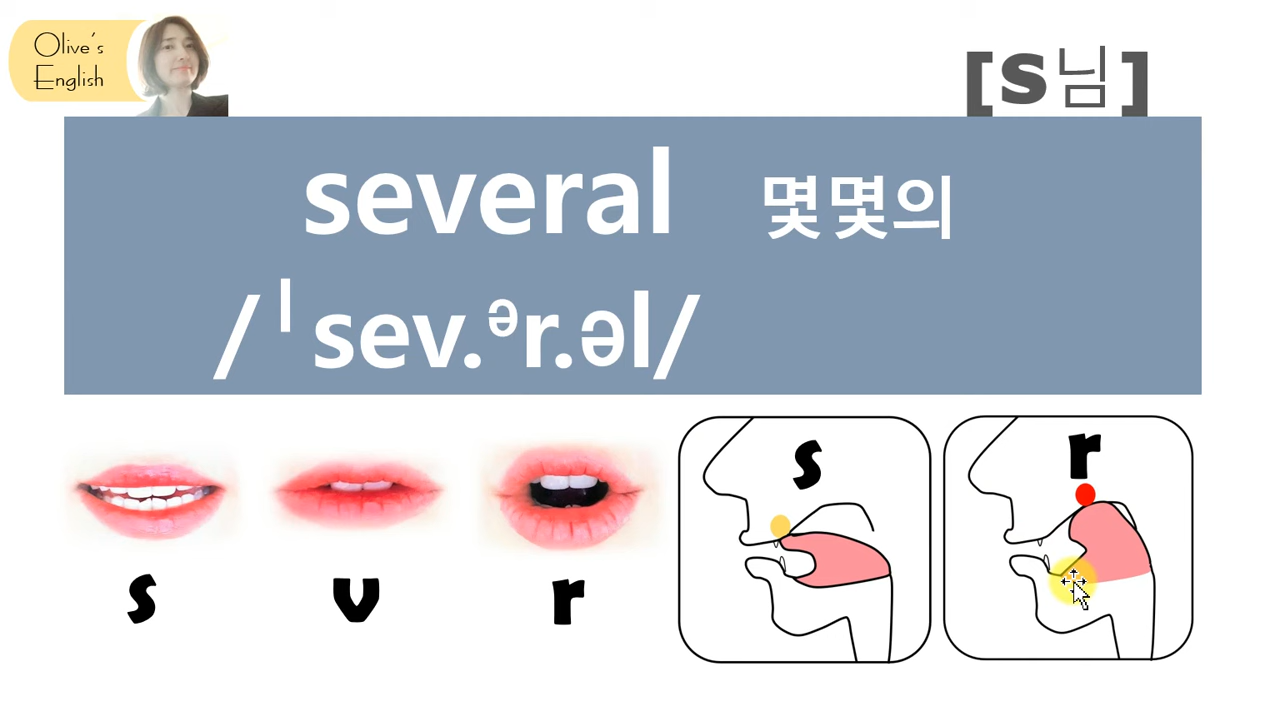 Olive's
English
[s님]
several 몇몇의
/ˈsev.ᵊr.əl/
s r
s v r